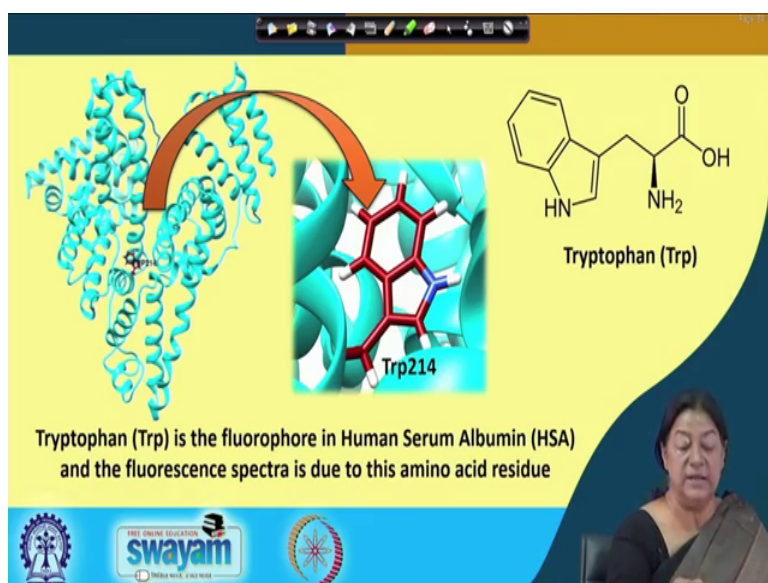 Trp214
O
OH
NH2
HN
Tryptophan (Trp)
Trp214
Tryptophan (Trp) is the fluorophore in Human Serum Albumin (HSA)
and the fluorescence spectra is due to this amino acid residue
FREE ONLINE EDUCATION
swayam